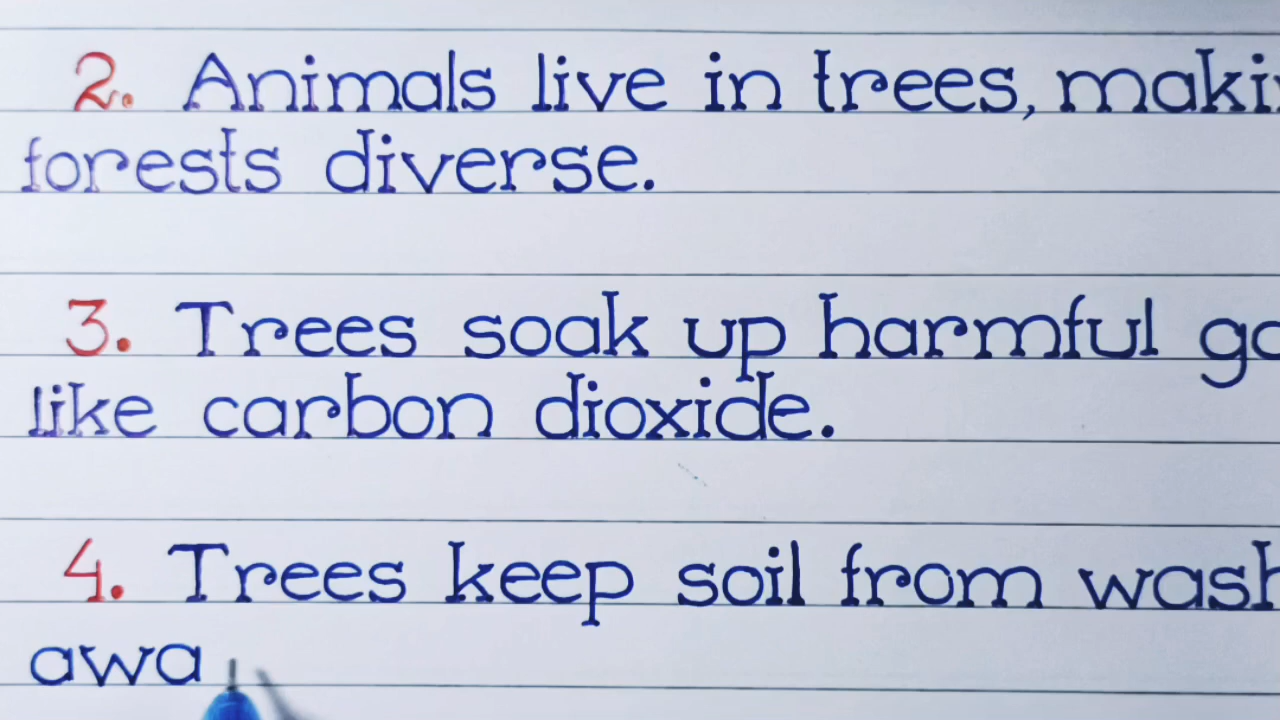 2. Animals live in trees, maki
forests diverse.
3. Trees soak up harmful ga
like carbon dioxide.
4. Trees keep soil from wash
awa